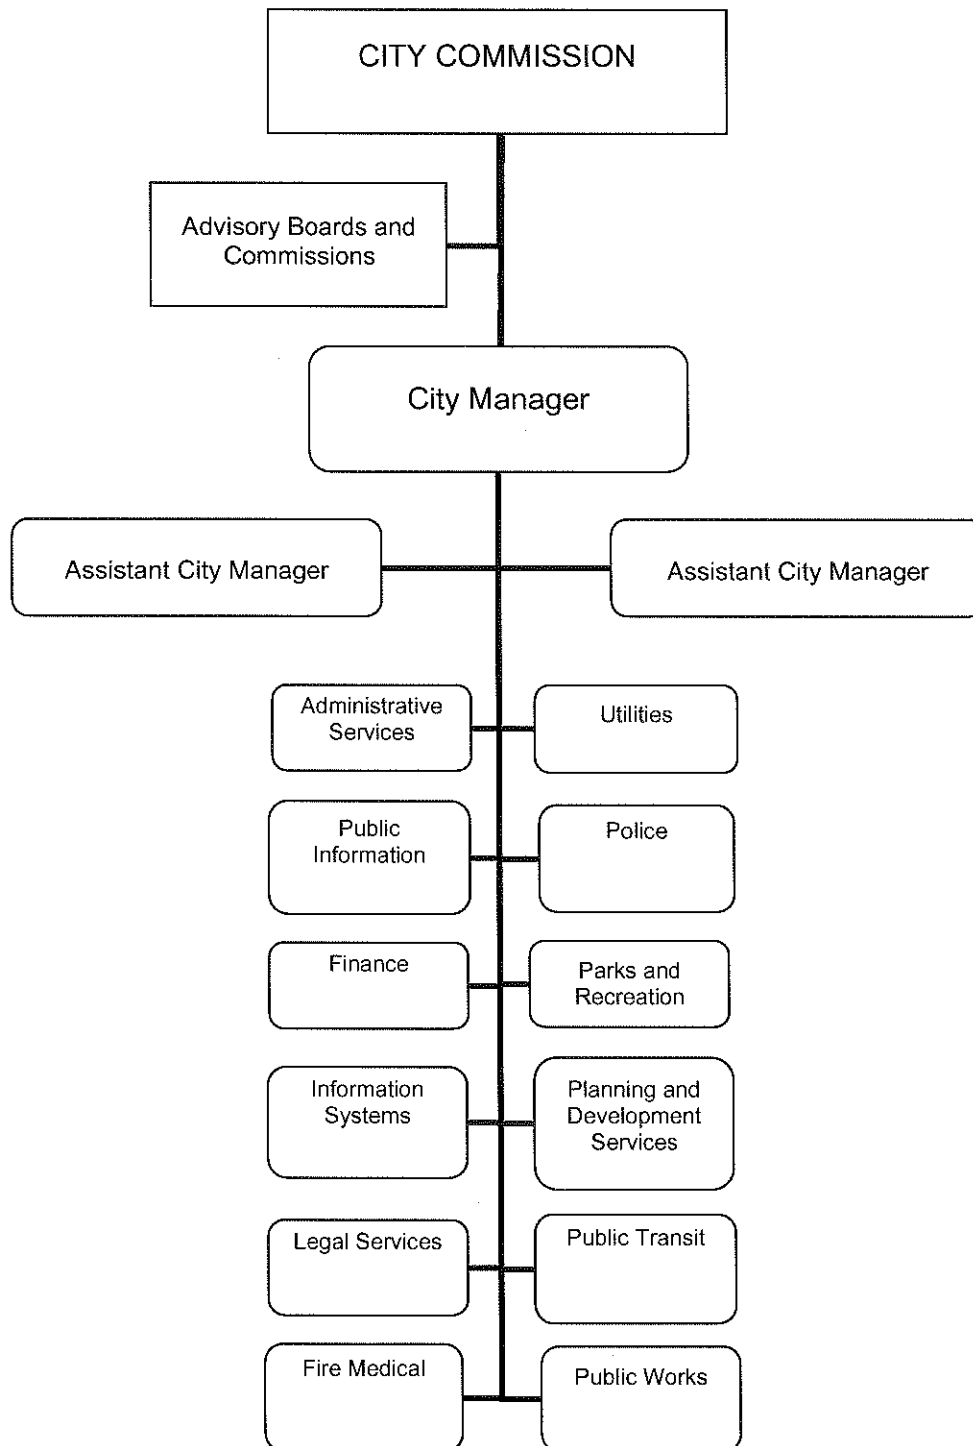 CITY COMMISSION
Advisory Boards and
Commissions
City Manager
Assistant City Manager
Assistant City Manager
Administrative
Services
Utilities
Public
Information
Police
Finance
Parks and
Recreation
Information
Systems
Planning and
Development
Services
Legal Services
Public Transit
Fire Medical
Public Works